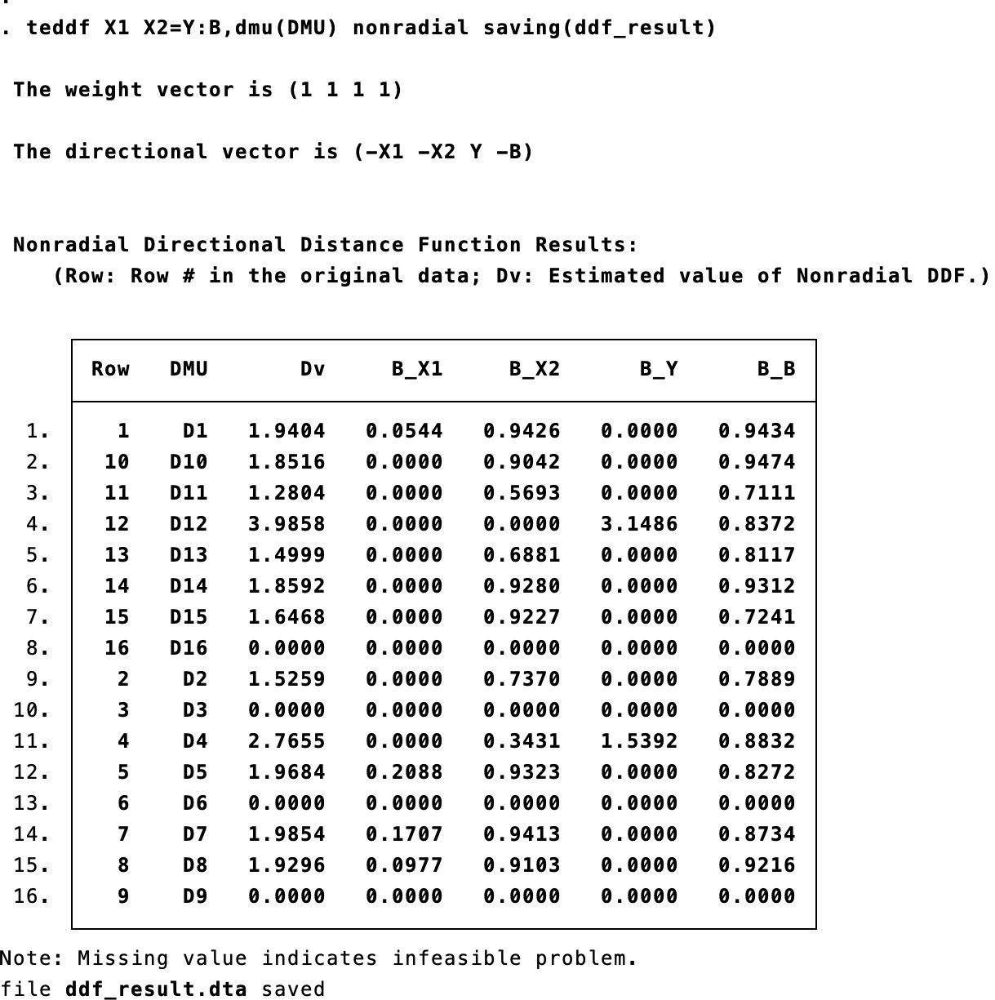 . teddf X1 X2=Y:B,dmu(DMU) nonradial saving(ddf_result)
The weight vector is (1 1 1 1)
The directional vector is (-X1 -X2 Y -B)
Nonradial Directional Distance Function Results:
(Row: Row # in the original data; Dv: Estimated value of Nonradial DDF.)
Row DMU Dv B_X1 B_X2 B_Y B_B
1. 1 D1 1.9404 0.0544 0.9426 0.0000 0.9434
2. 10 D10 1.8516 0.0000 0.9042 0.0000 0.9474
3. 11 D11 1.2804 0.0000 0.5693 0.0000 0.7111
4. 12 D12 3.9858 0.0000 0.0000 3.1486 0.8372
5. 13 D13 1.4999 0.0000 0.6881 0.0000 0.8117
6. 14 D14 1.8592 0.0000 0.9280 0.0000 0.9312
7. 15 D15 1.6468 0.0000 0.9227 0.0000 0.7241
8. 16 D16 0.0000 0.0000 0.0000 0.0000 0.0000
9. 2 D2 1.5259 0.0000 0.7370 0.0000 0.7889
10. 3 D3 0.0000 0.0000 0.0000 0.0000 0.0000
11. 4 D4 2.7655 0.0000 0.3431 1.5392 0.8832
12. 5 D5 1.9684 0.2088 0.9323 0.0000 0.8272
13. 6 D6 0.0000 0.0000 0.0000 0.0000 0.0000
14. 7 D7 1.9854 0.1707 0.9413 0.0000 0.8734
15. 8 D8 1.9296 0.0977 0.9103 0.0000 0.9216
16. 9 D9 0.0000 0.0000 0.0000 0.0000 0.0000
Note: Missing value indicates infeasible problem.
file ddf_result.dta saved